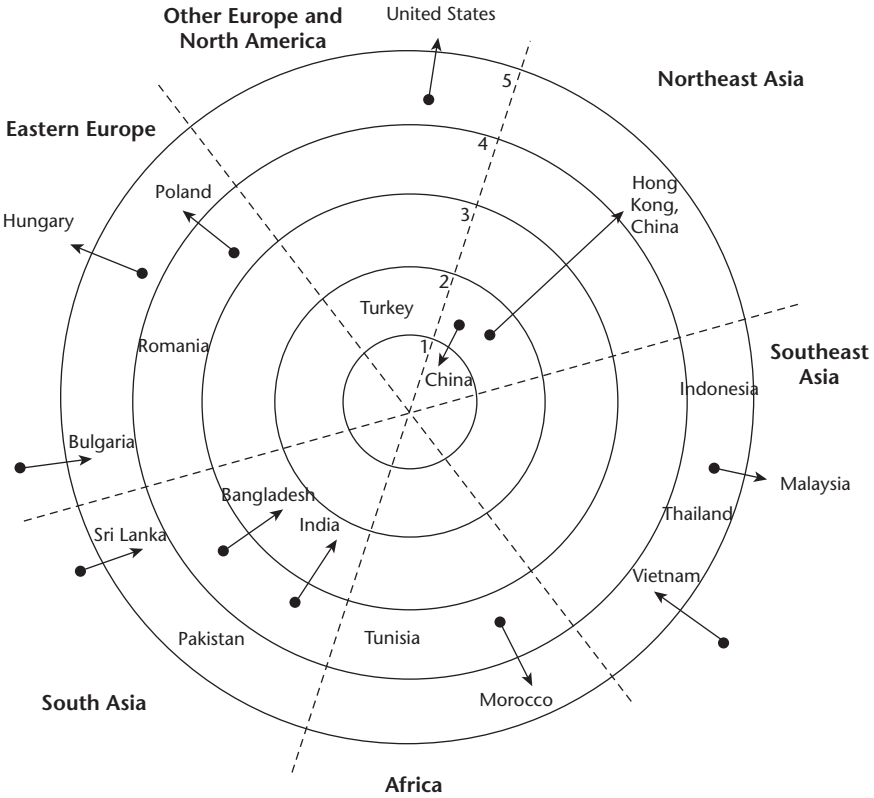 United States
Other Europe and
North America
5
Northeast Asia
Eastern Europe
4
Poland
Hong
Kong,
China
Hungary
3
2
Turkey
1
Romania
China
Southeast
Asia
Indonesia
Bulgaria
Malaysia
Bangladesh
India
Thailand
Sri Lanka
Vietnam
Pakistan
Tunisia
Morocco
South Asia
Africa